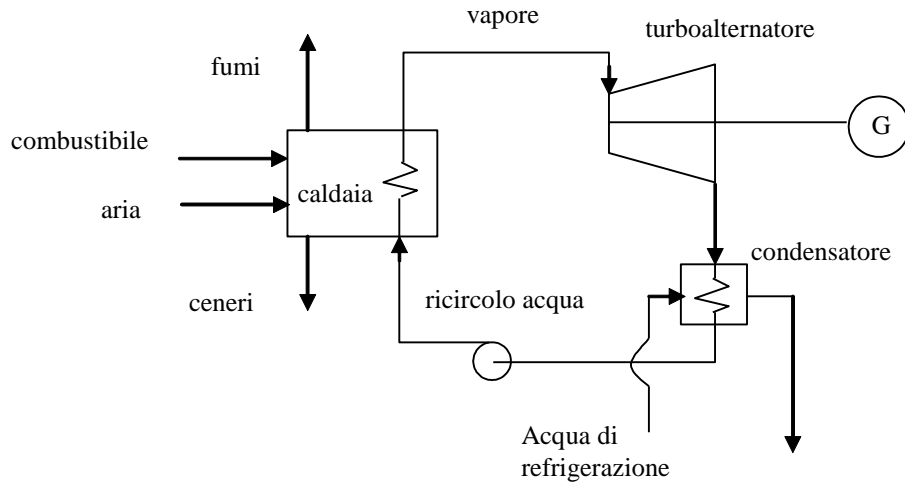 vapore
turboalternatore
fumi
combustibile
G
caldaia
aria
condensatore
ceneri
ricircolo acqua
Acqua di
refrigerazione